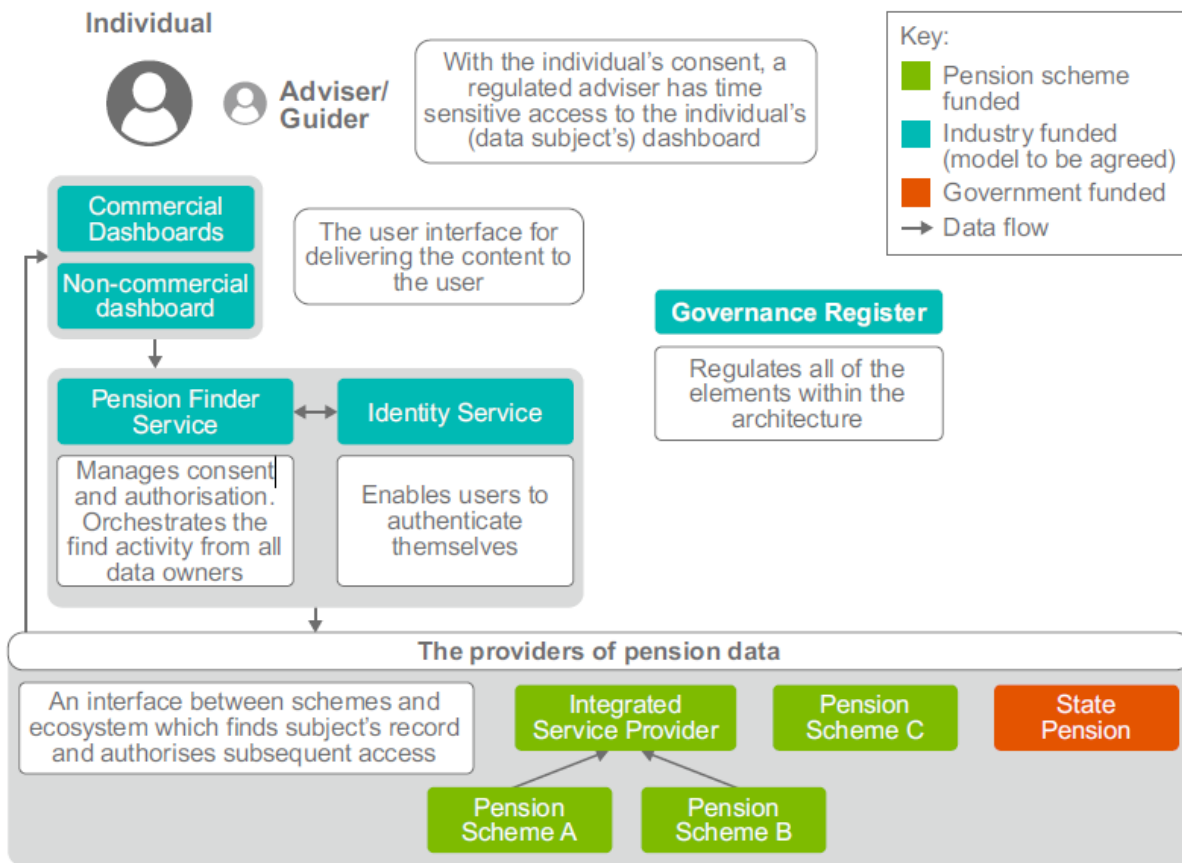 Individual
Adviser/
Guider
With the individual's consent, a
regulated adviser has time
sensitive access to the individual's
(data subject's) dashboard
Key:
Pension scheme
funded
Industry funded
(model to be agreed)
Government funded
Data flow
Commercial
Dashboards
Non-commercial
dashboard
The user interface for
delivering the content to
the user
Governance Register
Regulates all of the
elements within the
architecture
Pension Finder
Service
Identity Service
Manages consent
and authorisation.
Orchestrates the
find activity from all
data owners
Enables users to
authenticate
themselves
The providers of pension data
An interface between schemes and
ecosystem which finds subject's record
and authorises subsequent access
Integrated
Service Provider
Pension
Scheme C
State
Pension
Pension
Scheme A
Pension
Scheme B